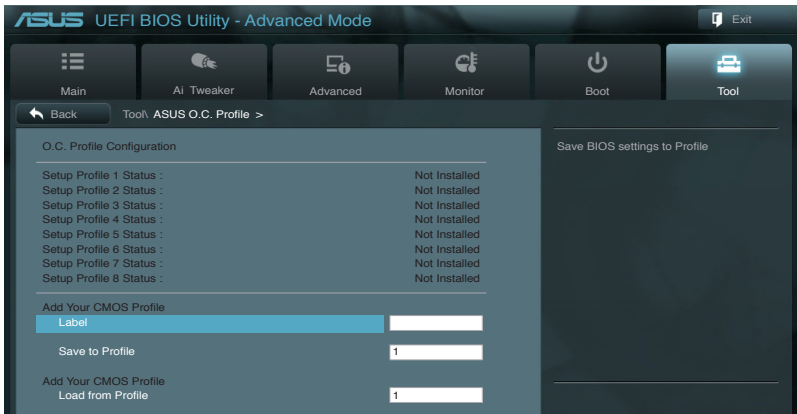 ASUS UEFI BIOS Utility - Advanced Mode
Exit
Main
Ai Tweaker
Advanced
Monitor
Boot
Tool
Back
Tool\ ASUS O.C. Profile >
O.C. Profile Configuration
Save BIOS settings to Profile
Setup Profile 1 Status : Not Installed
Setup Profile 2 Status : Not Installed
Setup Profile 3 Status : Not Installed
Setup Profile 4 Status : Not Installed
Setup Profile 5 Status : Not Installed
Setup Profile 6 Status : Not Installed
Setup Profile 7 Status : Not Installed
Setup Profile 8 Status : Not Installed
Add Your CMOS Profile
Label
Save to Profile 1
Add Your CMOS Profile
Load from Profile 1